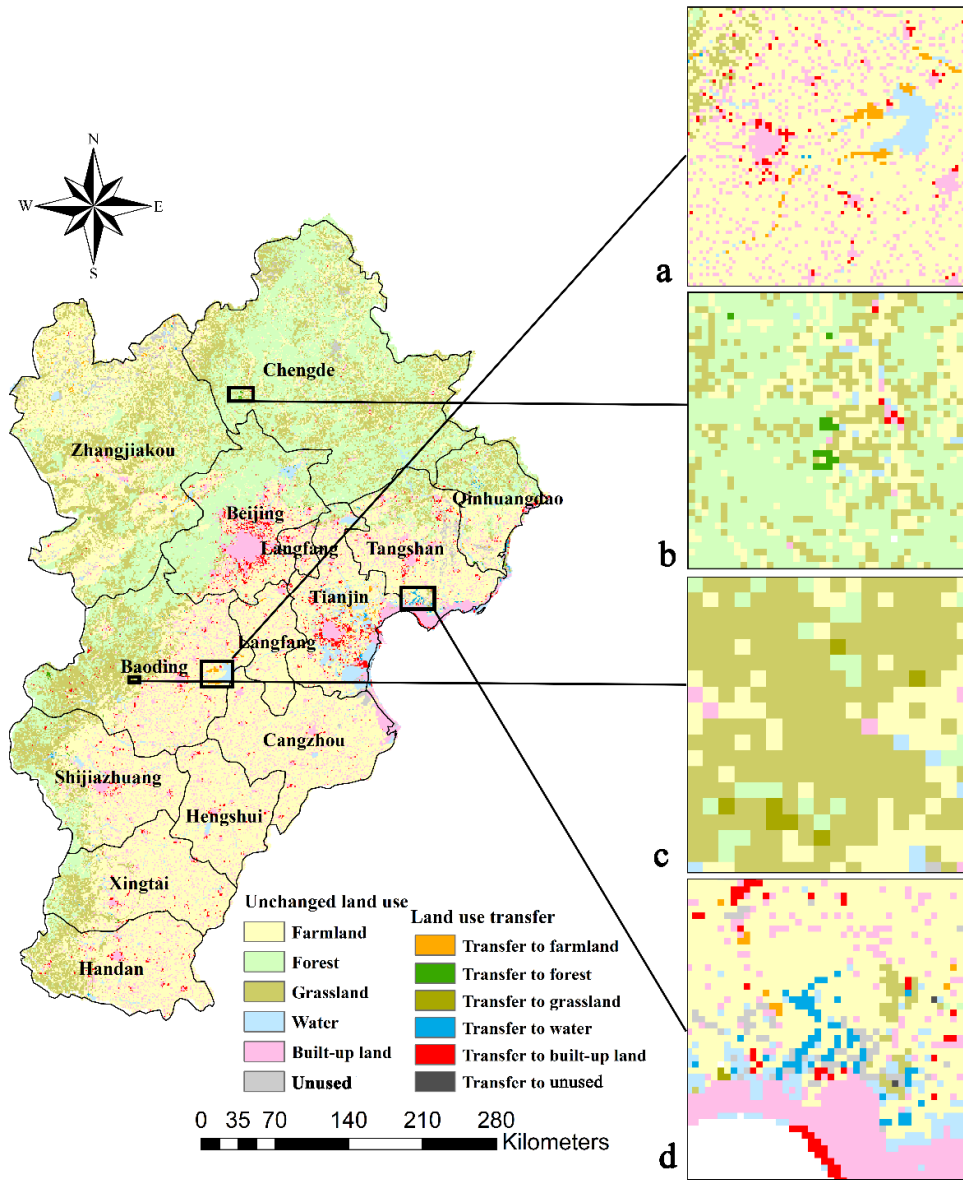 N
W E
S
Chengde
Zhangjiakou
Qinhuangdao
Beijing
Langfang
Tangshan
Tianjin
Langfang
Baoding
Cangzhou
Shijiazhuang
Hengshui
Xingtai
Handan
Unchanged land use
Farmland
Forest
Grassland
Water
Built-up land
Unused
Land use transfer
Transfer to farmland
Transfer to forest
Transfer to grassland
Transfer to water
Transfer to built-up land
Transfer to unused
0 35 70 140 210 280
Kilometers
a
b
c
d